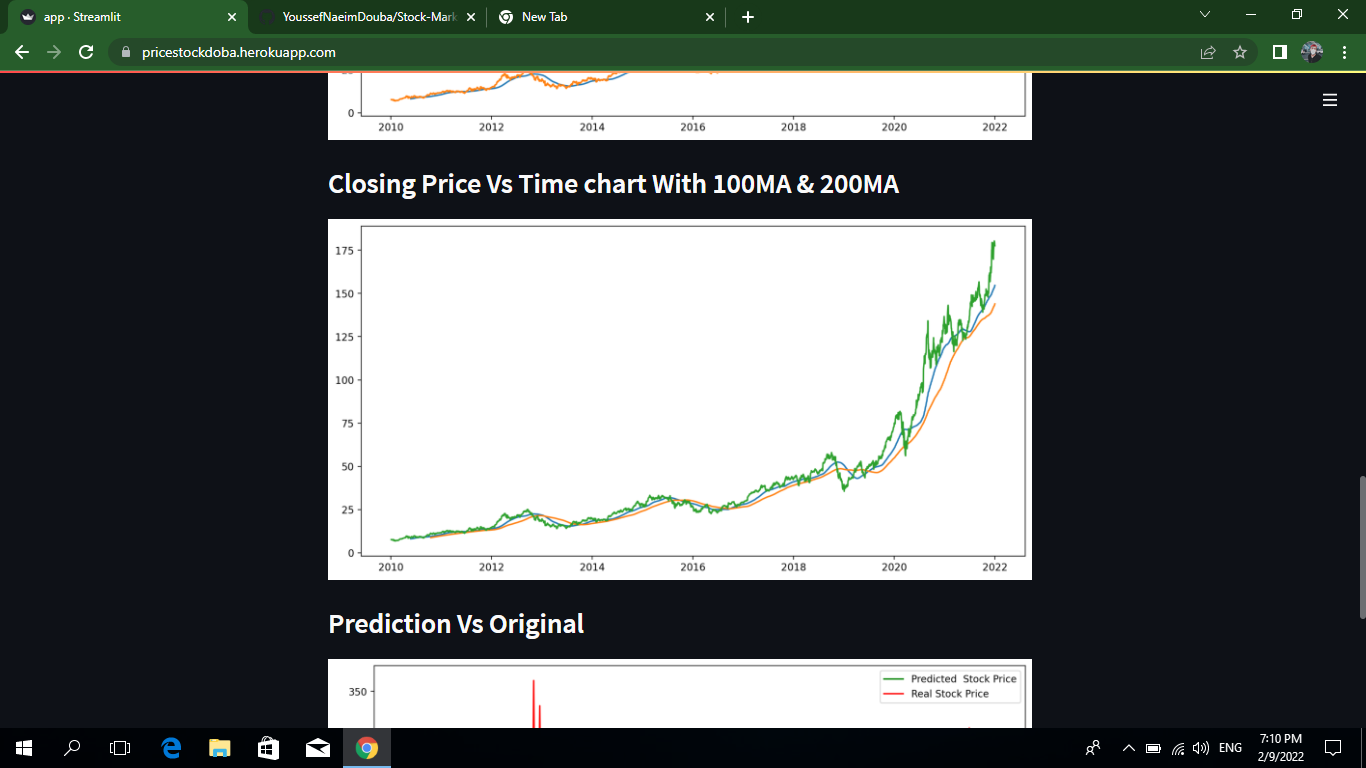 app · Streamlit
YoussefNaeimDouba/Stock-Mark
New Tab
pricestockdoba.herokuapp.com
0
2010 2012 2014 2016 2018 2020 2022
Closing Price Vs Time chart With 100MA & 200MA
175
150
125
100
75
50
25
0
2010 2012 2014 2016 2018 2020 2022
Prediction Vs Original
Predicted Stock Price
350
Real Stock Price
ENG
7:10 PM
2/9/2022